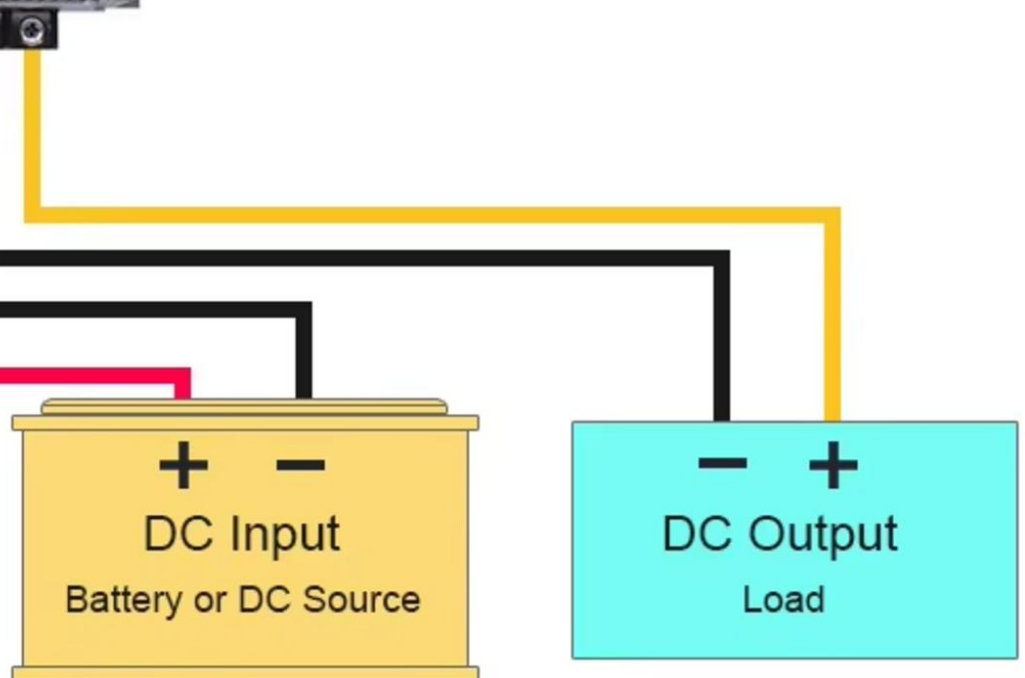 + −
DC Input
Battery or DC Source
− +
DC Output
Load